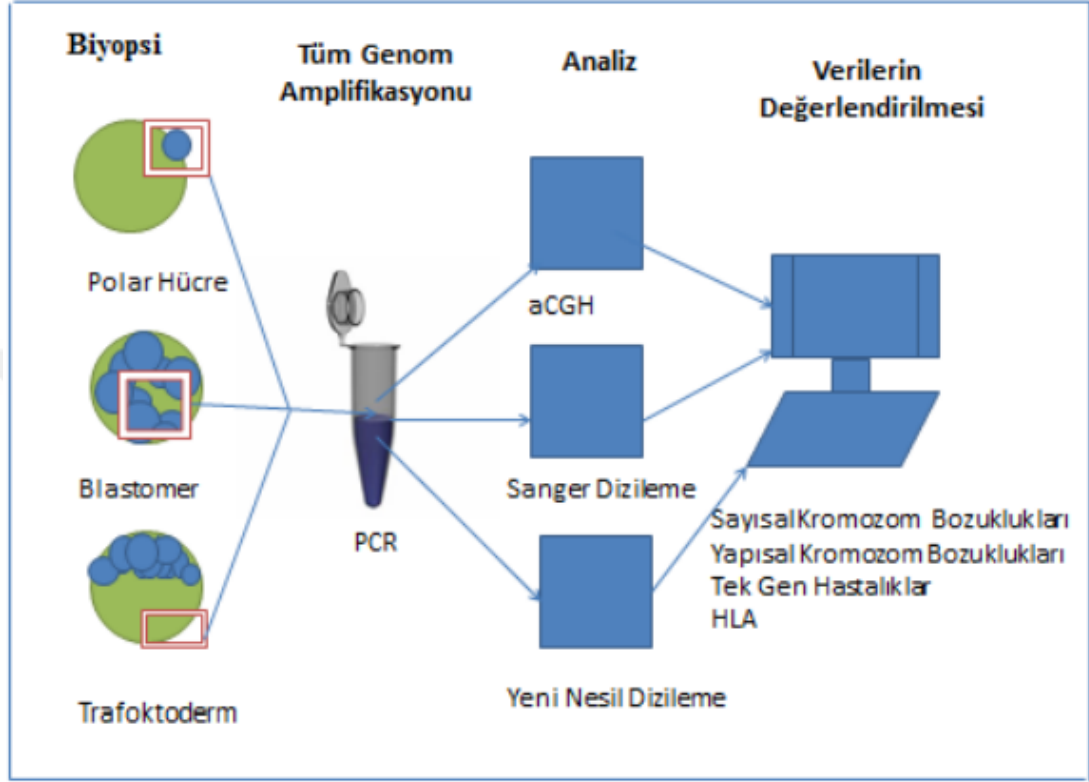 Biyopsi
Tüm Genom
Amplifikasyonu
Analiz
Verilerin
Değerlendirilmesi
Polar Hücre
Blastomer
Trafoktoderm
PCR
aCGH
Sanger Dizileme
Yeni Nesil Dizileme
Sayısal Kromozom Bozuklukları
Yapısal Kromozom Bozuklukları
Tek Gen Hastalıklar
HLA